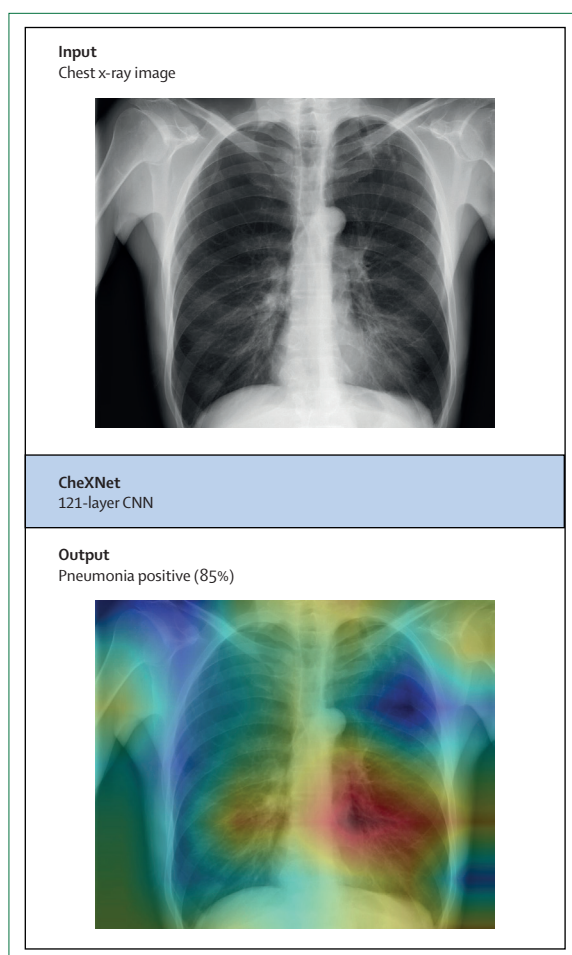 Input
Chest x-ray image
CheXNet
121-layer CNN
Output
Pneumonia positive (85%)